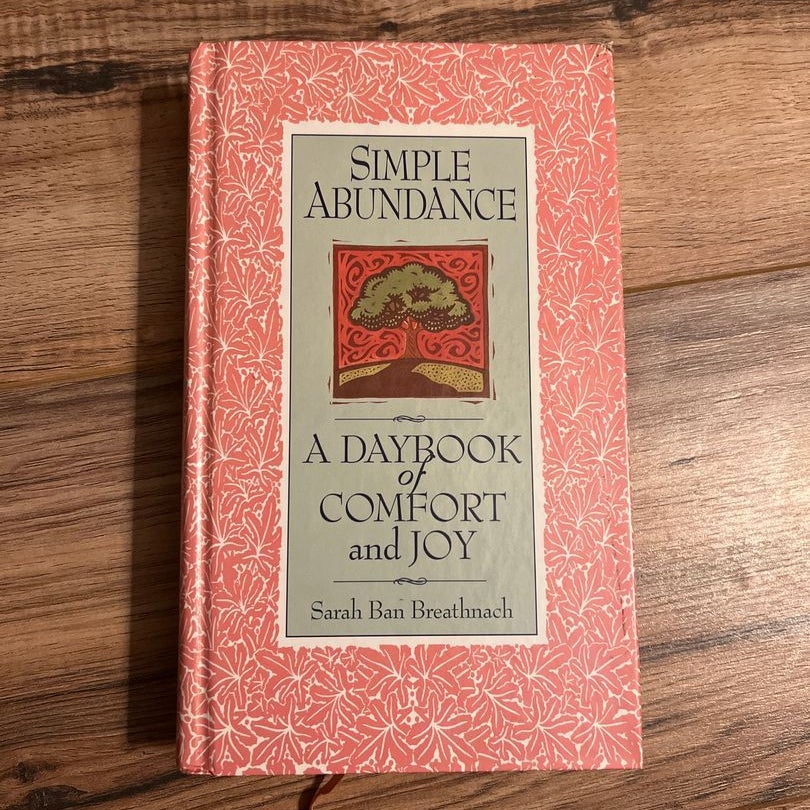 SIMPLE
ABUNDANCE
A DAYBOOK
of
COMFORT
and JOY
Sarah Ban Breathnach